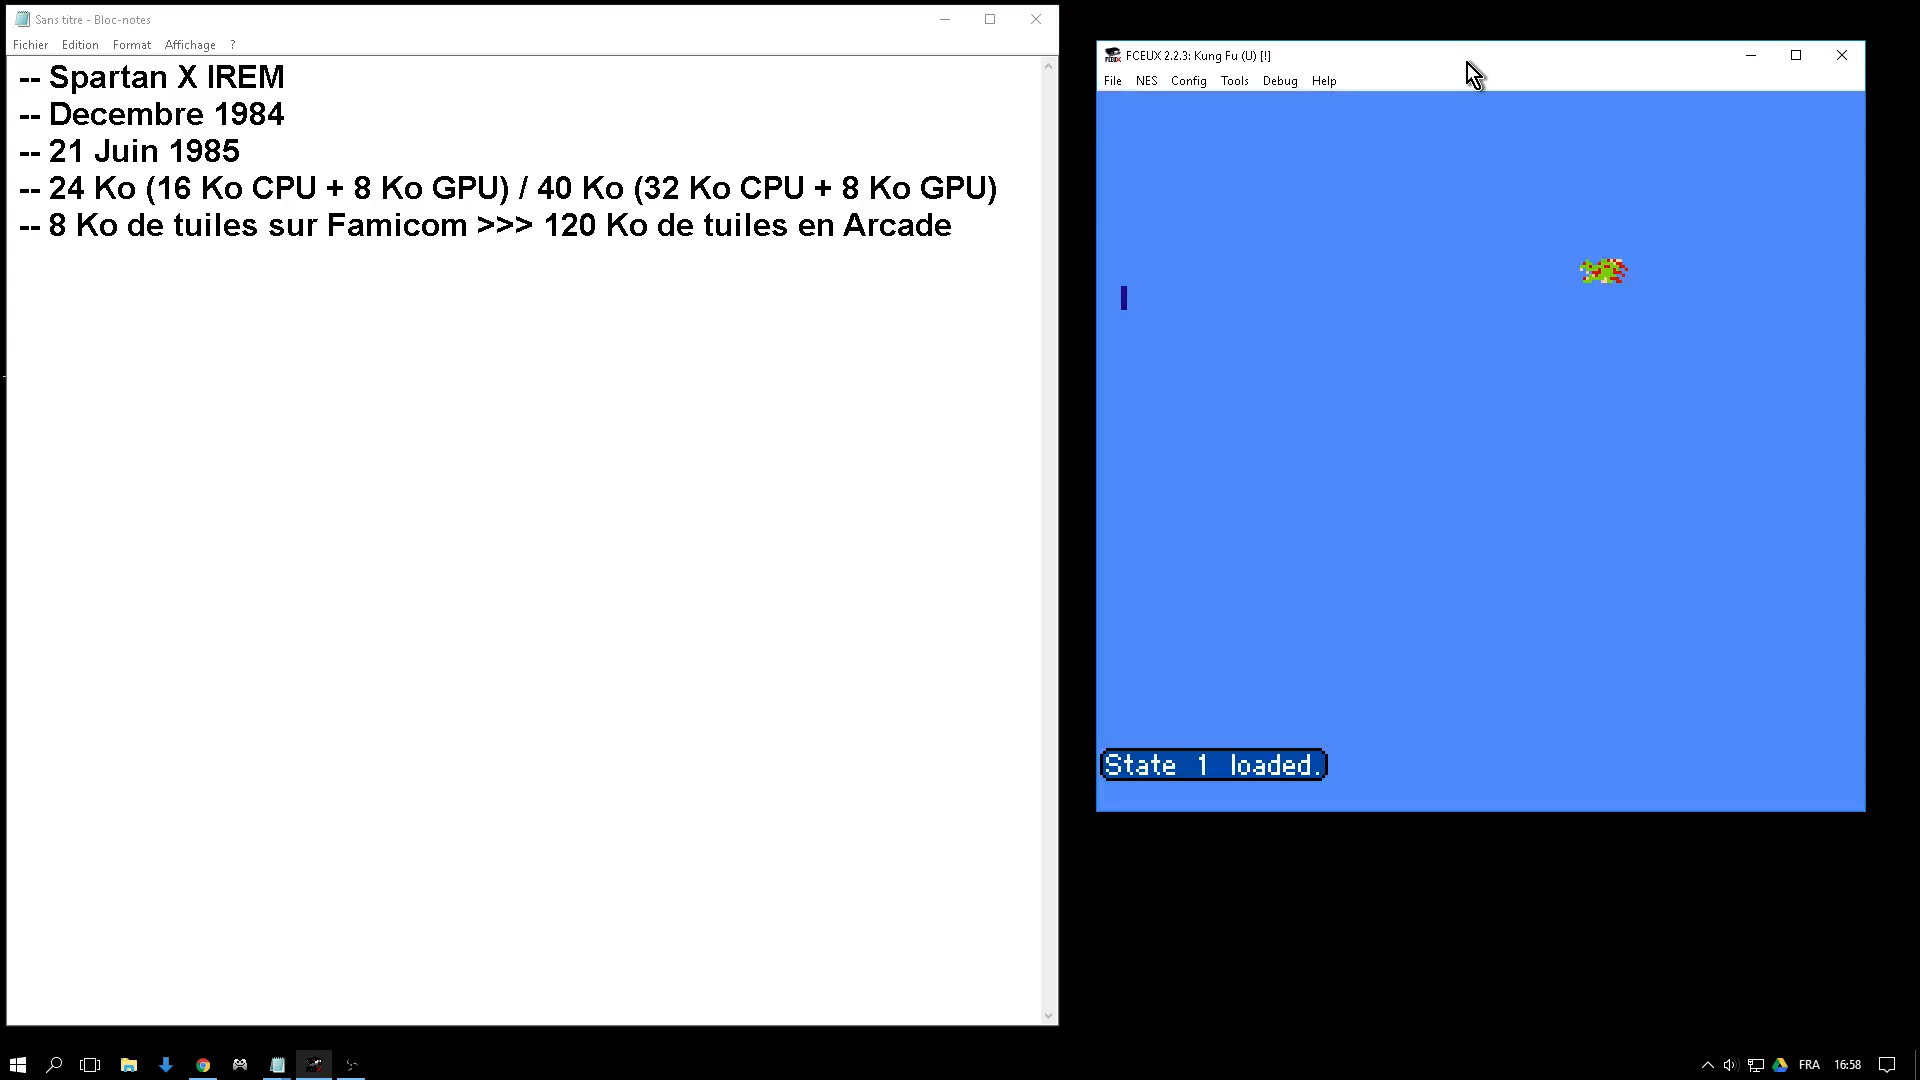 Sans titre - Bloc-notes
Fichier Edition Format Affichage ?
-- Spartan X IREM
-- Decembre 1984
-- 21 Juin 1985
-- 24 Ko (16 Ko CPU + 8 Ko GPU) / 40 Ko (32 Ko CPU + 8 Ko GPU)
-- 8 Ko de tuiles sur Famicom >>> 120 Ko de tuiles en Arcade
FCEUX 2.2.3: Kung Fu (U) [!]
File NES Config Tools Debug Help
State 1 loaded.
FRA 16:58